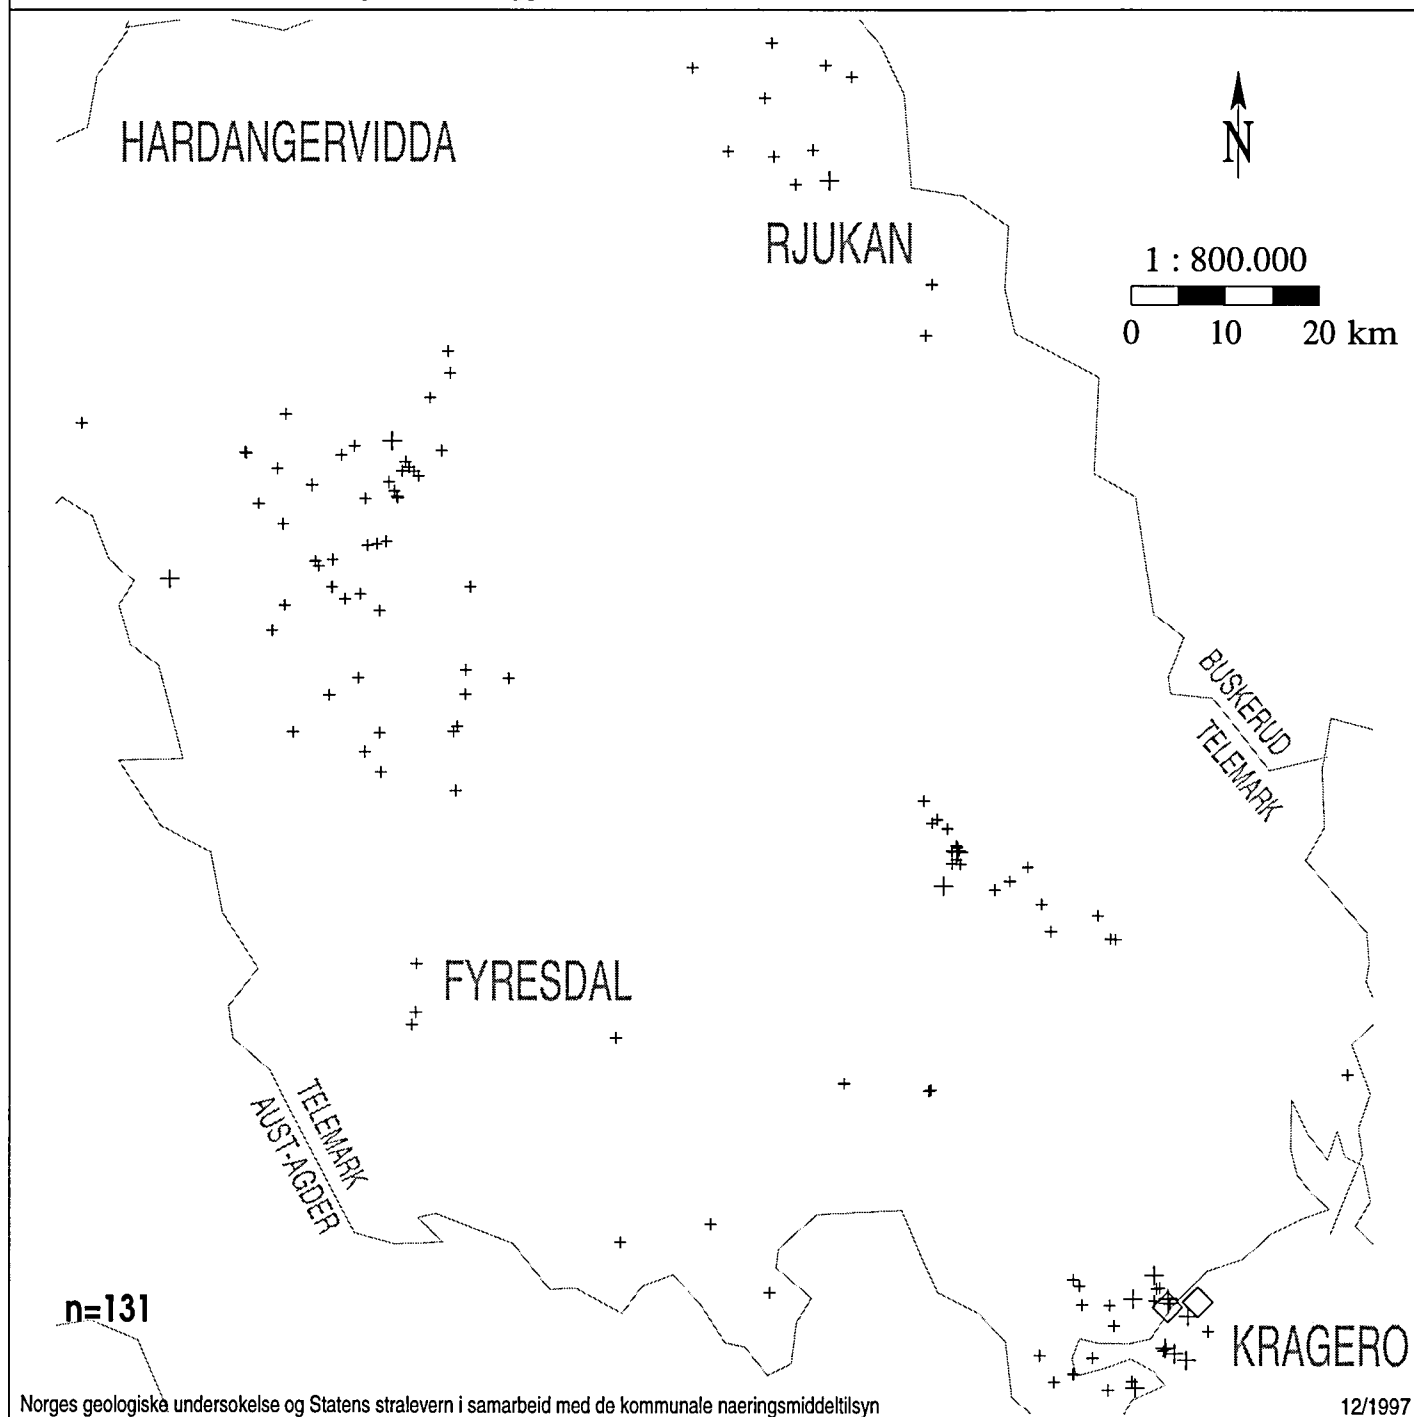 HARDANGERVIDDA
N
RJUKAN
1 : 800.000
0 10 20 km
BUSKERUD
TELEMARK
FYRESDAL
TELEMARK
AUST-AGDER
n=131
KRAGERO
Norges geologiske undersokelse og Statens stralevern i samarbeid med de kommunale naeringsmiddeltilsyn
12/1997